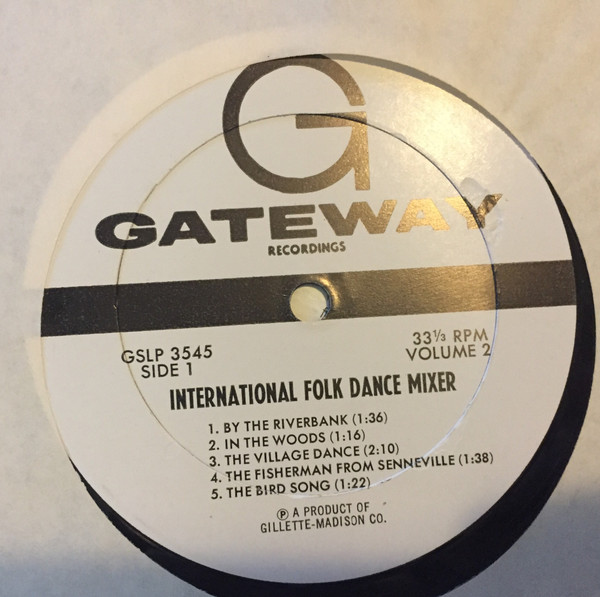 G
GATEWAY
RECORDINGS
GSLP 3545
SIDE 1
33⅓ RPM
VOLUME 2
INTERNATIONAL FOLK DANCE MIXER
1. BY THE RIVERBANK (1:36)
2. IN THE WOODS (1:16)
3. THE VILLAGE DANCE (2:10)
4. THE FISHERMAN FROM SENNEVILLE (1:38)
5. THE BIRD SONG (1:22)
Ⓟ A PRODUCT OF
GILLETTE-MADISON CO.